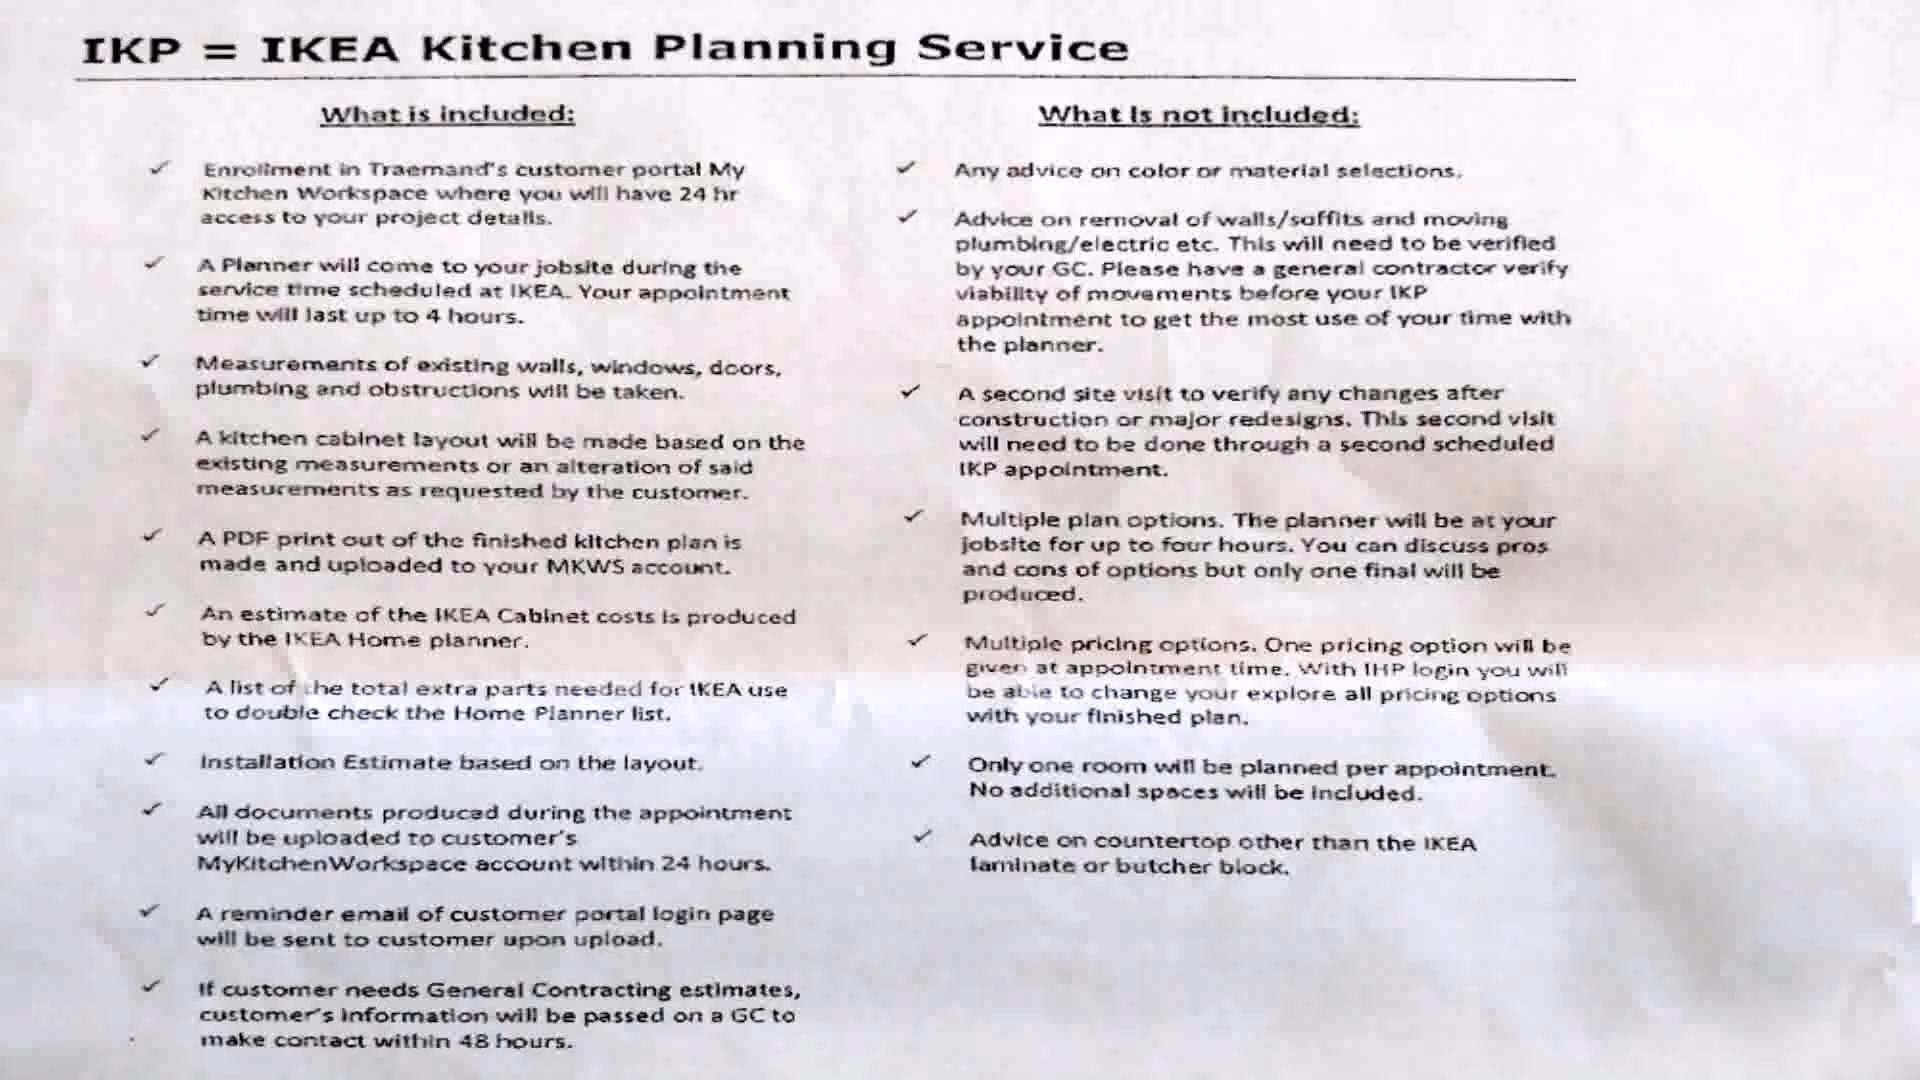 IKP = IKEA Kitchen Planning Service
What is included:
✓ Enrollment in Traemand's customer portal My
Kitchen Workspace where you will have 24 hr
access to your project details.
✓ A Planner will come to your jobsite during the
service time scheduled at IKEA. Your appointment
time will last up to 4 hours.
✓ Measurements of existing walls, windows, doors,
plumbing and obstructions will be taken.
✓ A kitchen cabinet layout will be made based on the
existing measurements or an alteration of said
measurements as requested by the customer.
✓ A PDF print out of the finished kitchen plan is
made and uploaded to your MKWS account.
✓ An estimate of the IKEA Cabinet costs is produced
by the IKEA Home planner.
✓ A list of the total extra parts needed for IKEA use
to double check the Home Planner list.
✓ Installation Estimate based on the layout.
✓ All documents produced during the appointment
will be uploaded to customer's
MyKitchenWorkspace account within 24 hours.
✓ A reminder email of customer portal login page
will be sent to customer upon upload.
✓ If customer needs General Contracting estimates,
customer's information will be passed on a GC to
make contact within 48 hours.
What is not included:
✓ Any advice on color or material selections.
✓ Advice on removal of walls/soffits and moving
plumbing/electric etc. This will need to be verified
by your GC. Please have a general contractor verify
viability of movements before your IKP
appointment to get the most use of your time with
the planner.
✓ A second site visit to verify any changes after
construction or major redesigns. This second visit
will need to be done through a second scheduled
IKP appointment.
✓ Multiple plan options. The planner will be at your
jobsite for up to four hours. You can discuss pros
and cons of options but only one final will be
produced.
✓ Multiple pricing options. One pricing option will be
given at appointment time. With IHP login you will
be able to change your explore all pricing options
with your finished plan.
✓ Only one room will be planned per appointment.
No additional spaces will be included.
✓ Advice on countertop other than the IKEA
laminate or butcher block.